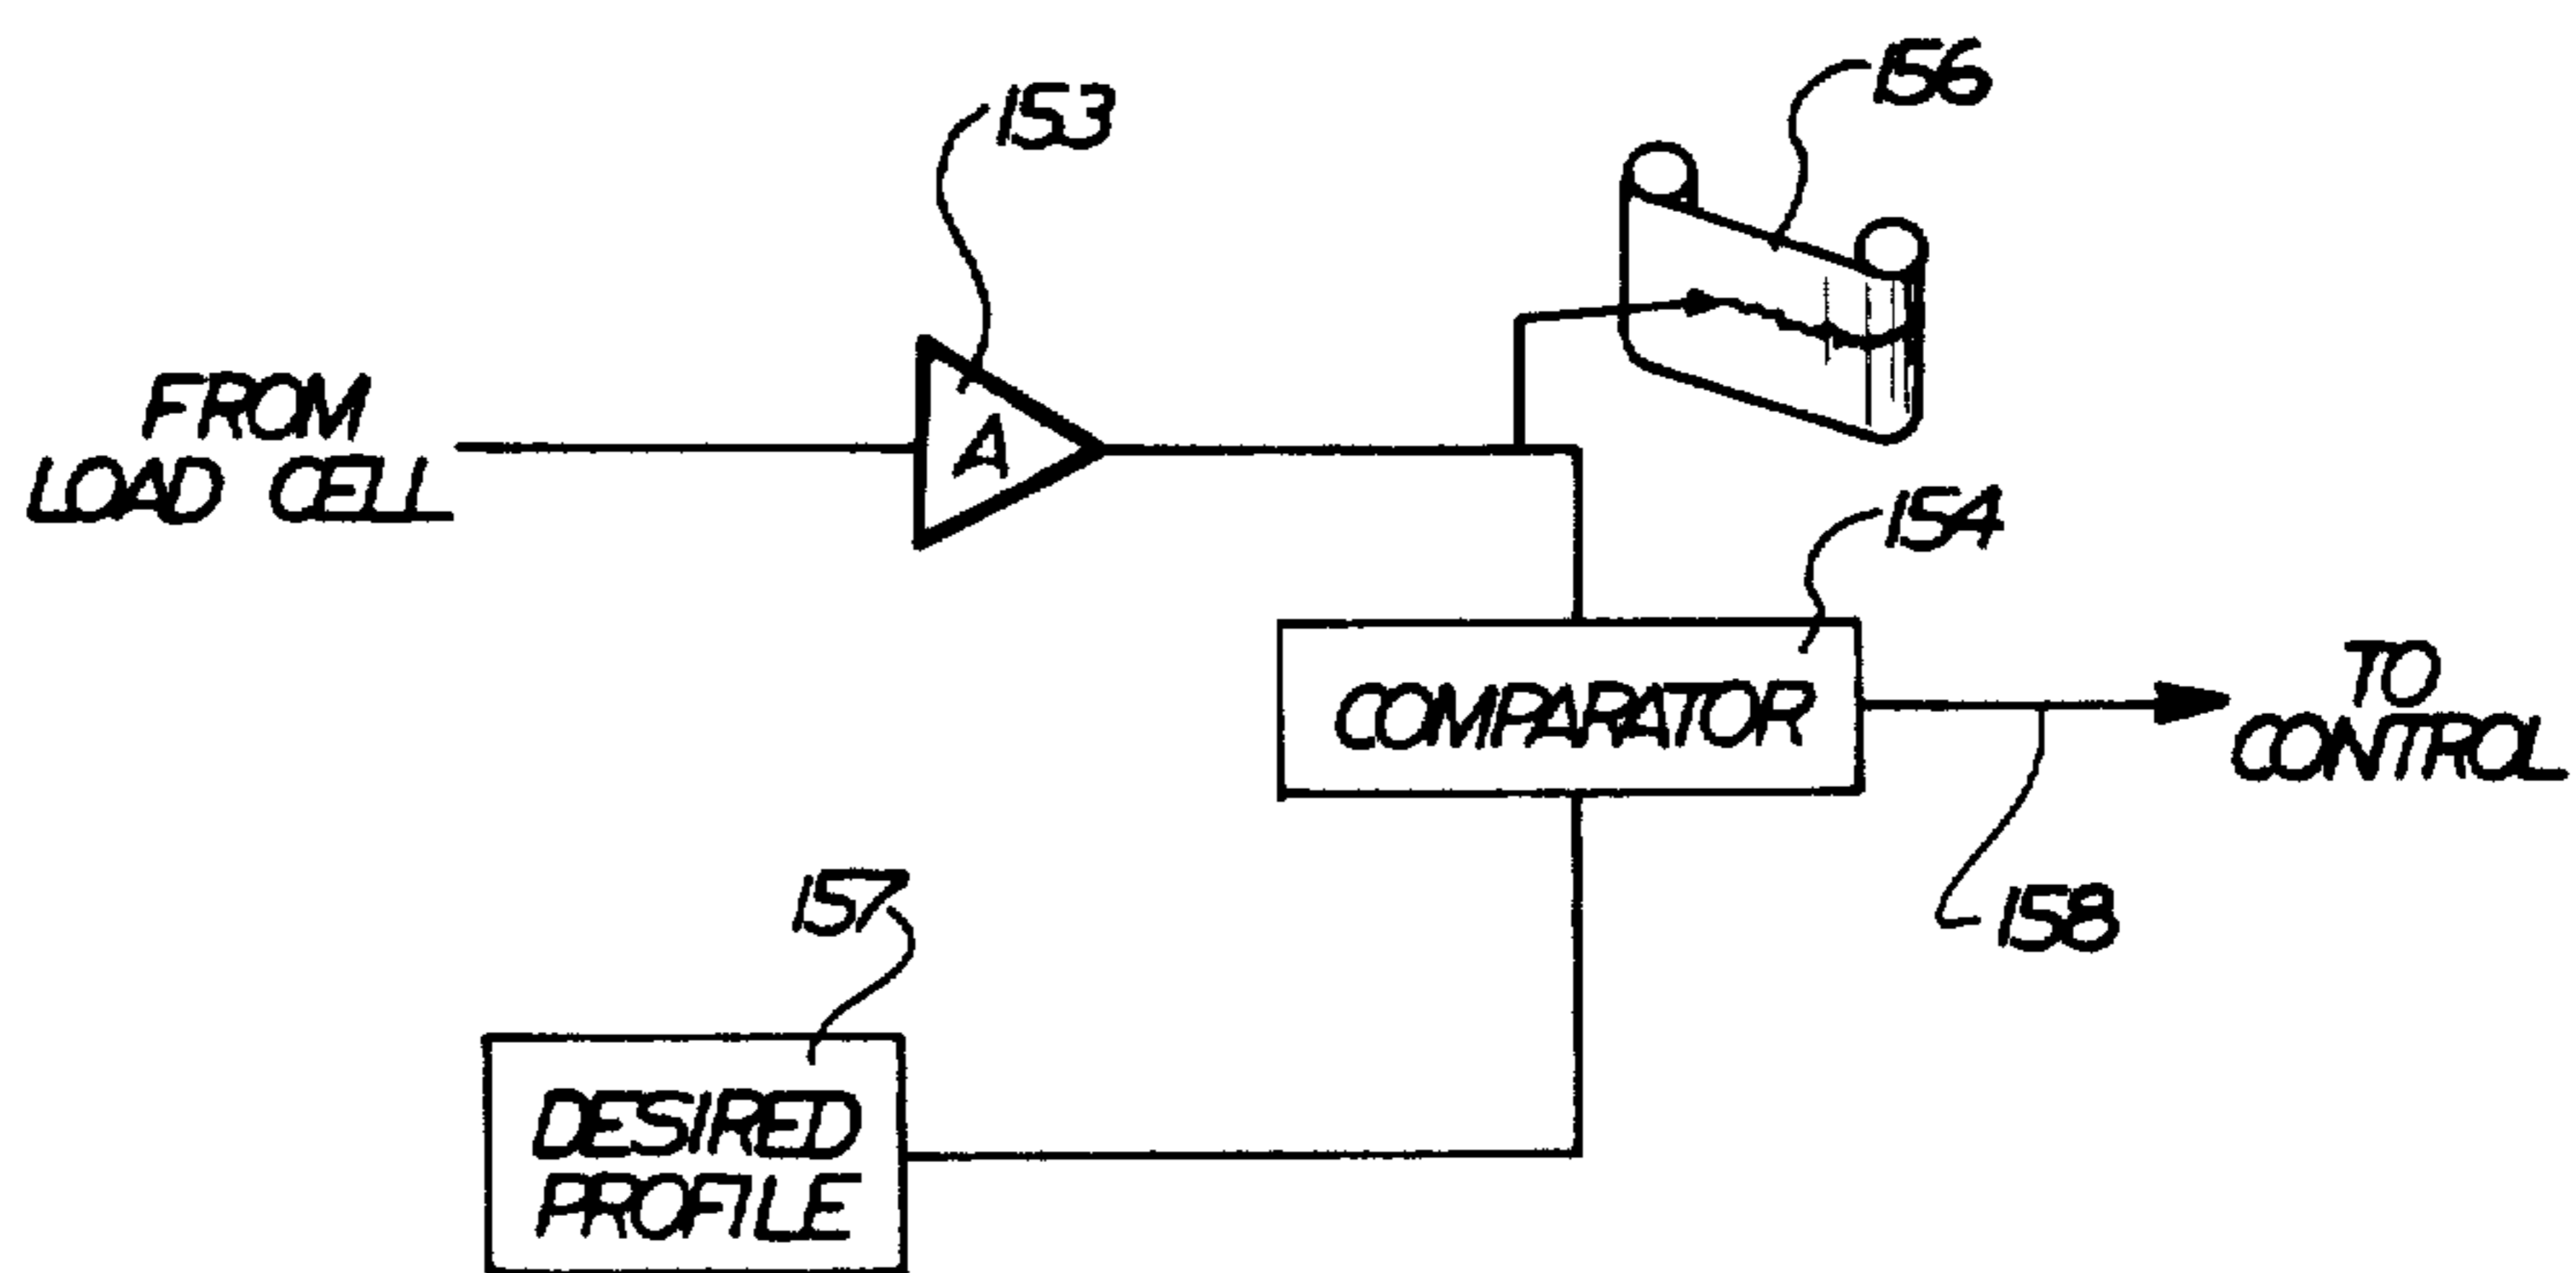 156
153
FROM
LOAD CELL
A
154
COMPARATOR
TO
CONTROL
157
158
DESIRED
PROFILE